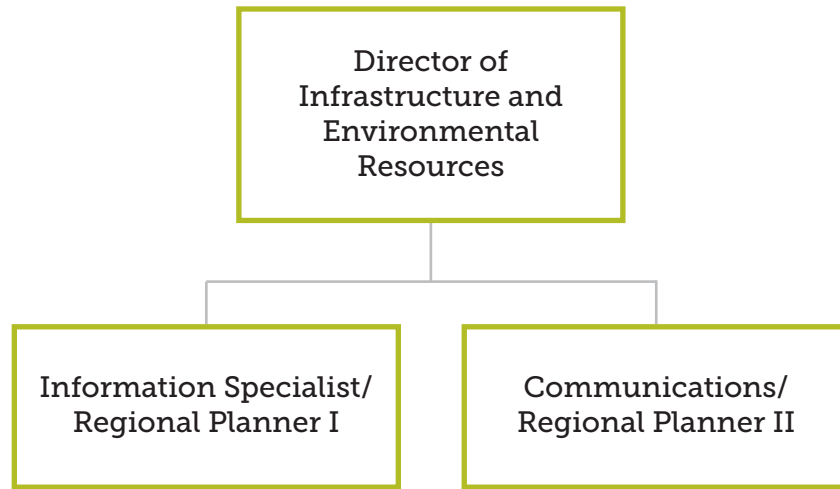 Director of
Infrastructure and
Environmental
Resources
Information Specialist/
Regional Planner I
Communications/
Regional Planner II